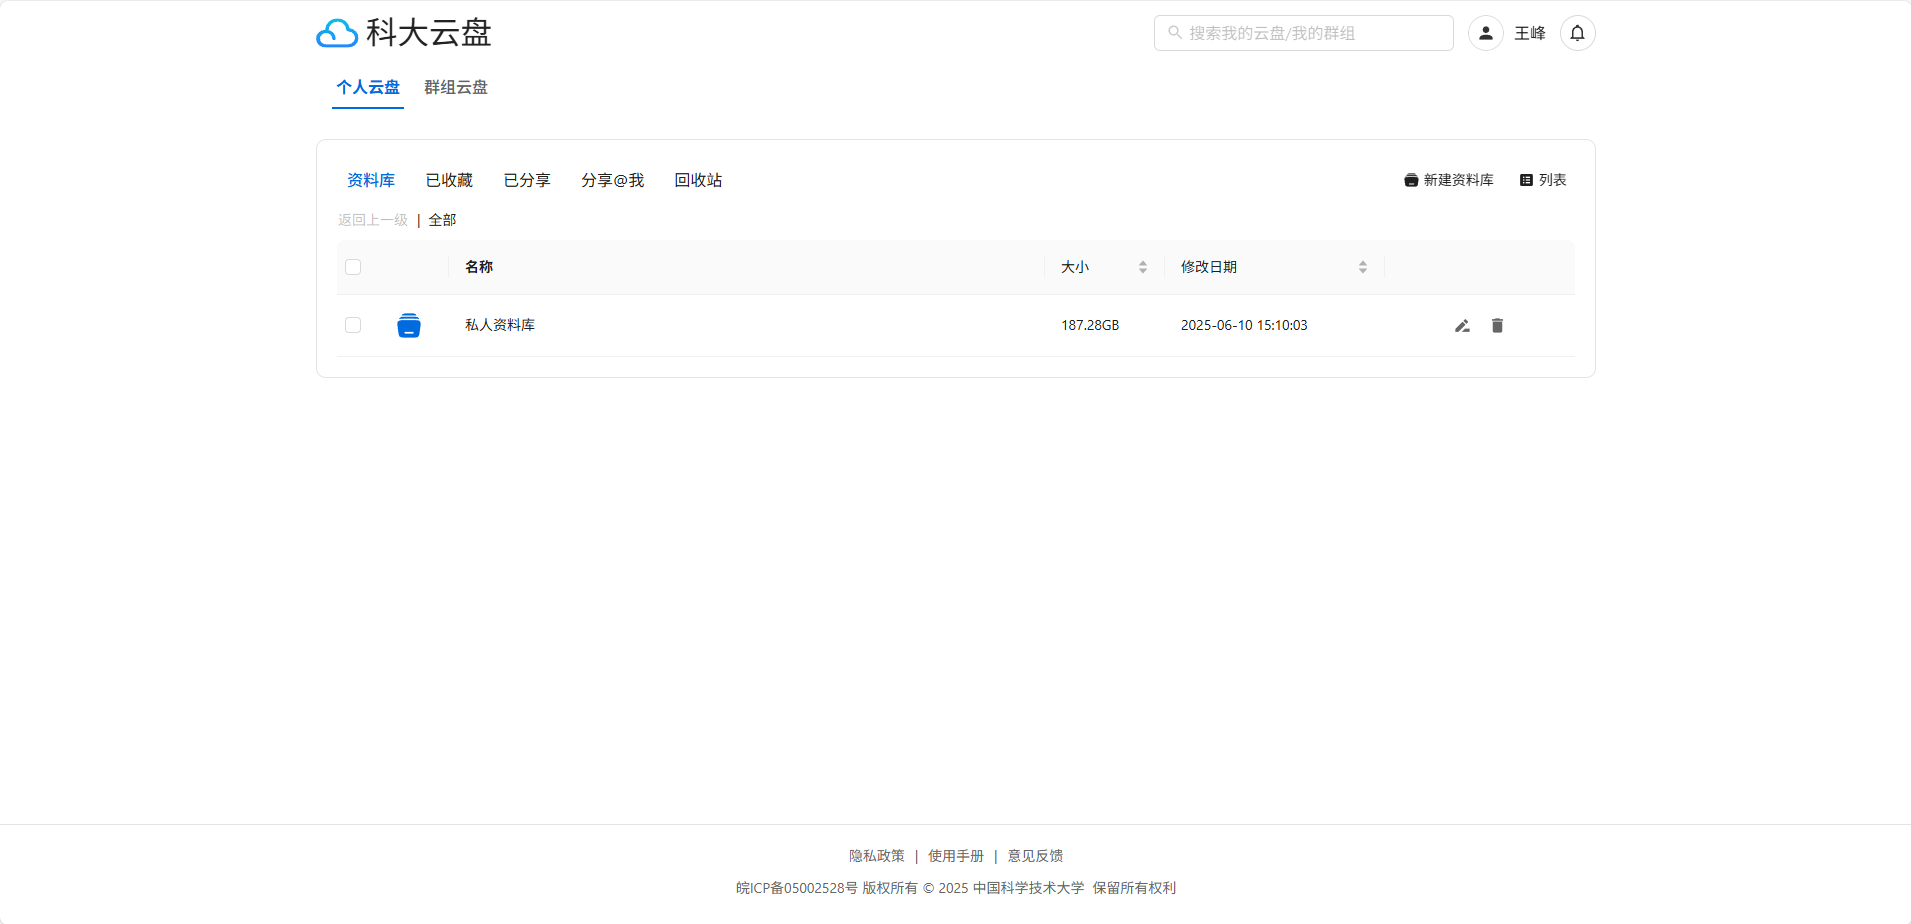 科大云盘
搜索我的云盘/我的群组
王峰
个人云盘 群组云盘
资料库 已收藏 已分享 分享@我 回收站 新建资料库 列表
返回上一级 | 全部
名称 大小 修改日期
私人资料库 187.28GB 2025-06-10 15:10:03
隐私政策 | 使用手册 | 意见反馈
皖ICP备05002528号 版权所有 © 2025 中国科学技术大学 保留所有权利